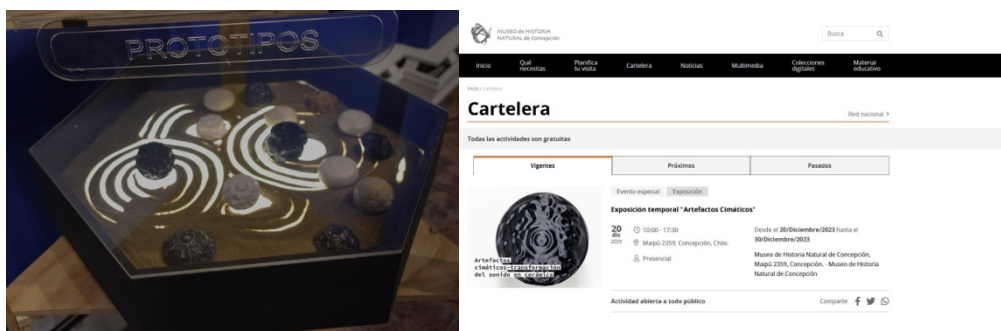 PROTOTIPOS
MUSEO de HISTORIA
NATURAL de Concepción
Busca
Inicio
Qué
necesitas
Planifica
tu visita
Cartelera
Noticias
Multimedia
Colecciones
digitales
Material
educativo
Inicio / Cartelera
Cartelera
Red nacional >
Todas las actividades son gratuitas
Vigentes
Próximos
Pasados
Evento especial
Exposición
Exposición temporal "Artefactos Cimáticos"
20
dic
2023
10:00 - 17:30
Maipú 2359, Concepción, Chile.
Presencial
Desde el 20/Diciembre/2023 hasta el
30/Diciembre/2023
Museo de Historia Natural de Concepción,
Maipú 2359, Concepción. - Museo de Historia
Natural de Concepción
Artefactos
cimáticos-transformación
del sonido en cerámica
Actividad abierta a todo público
Comparte